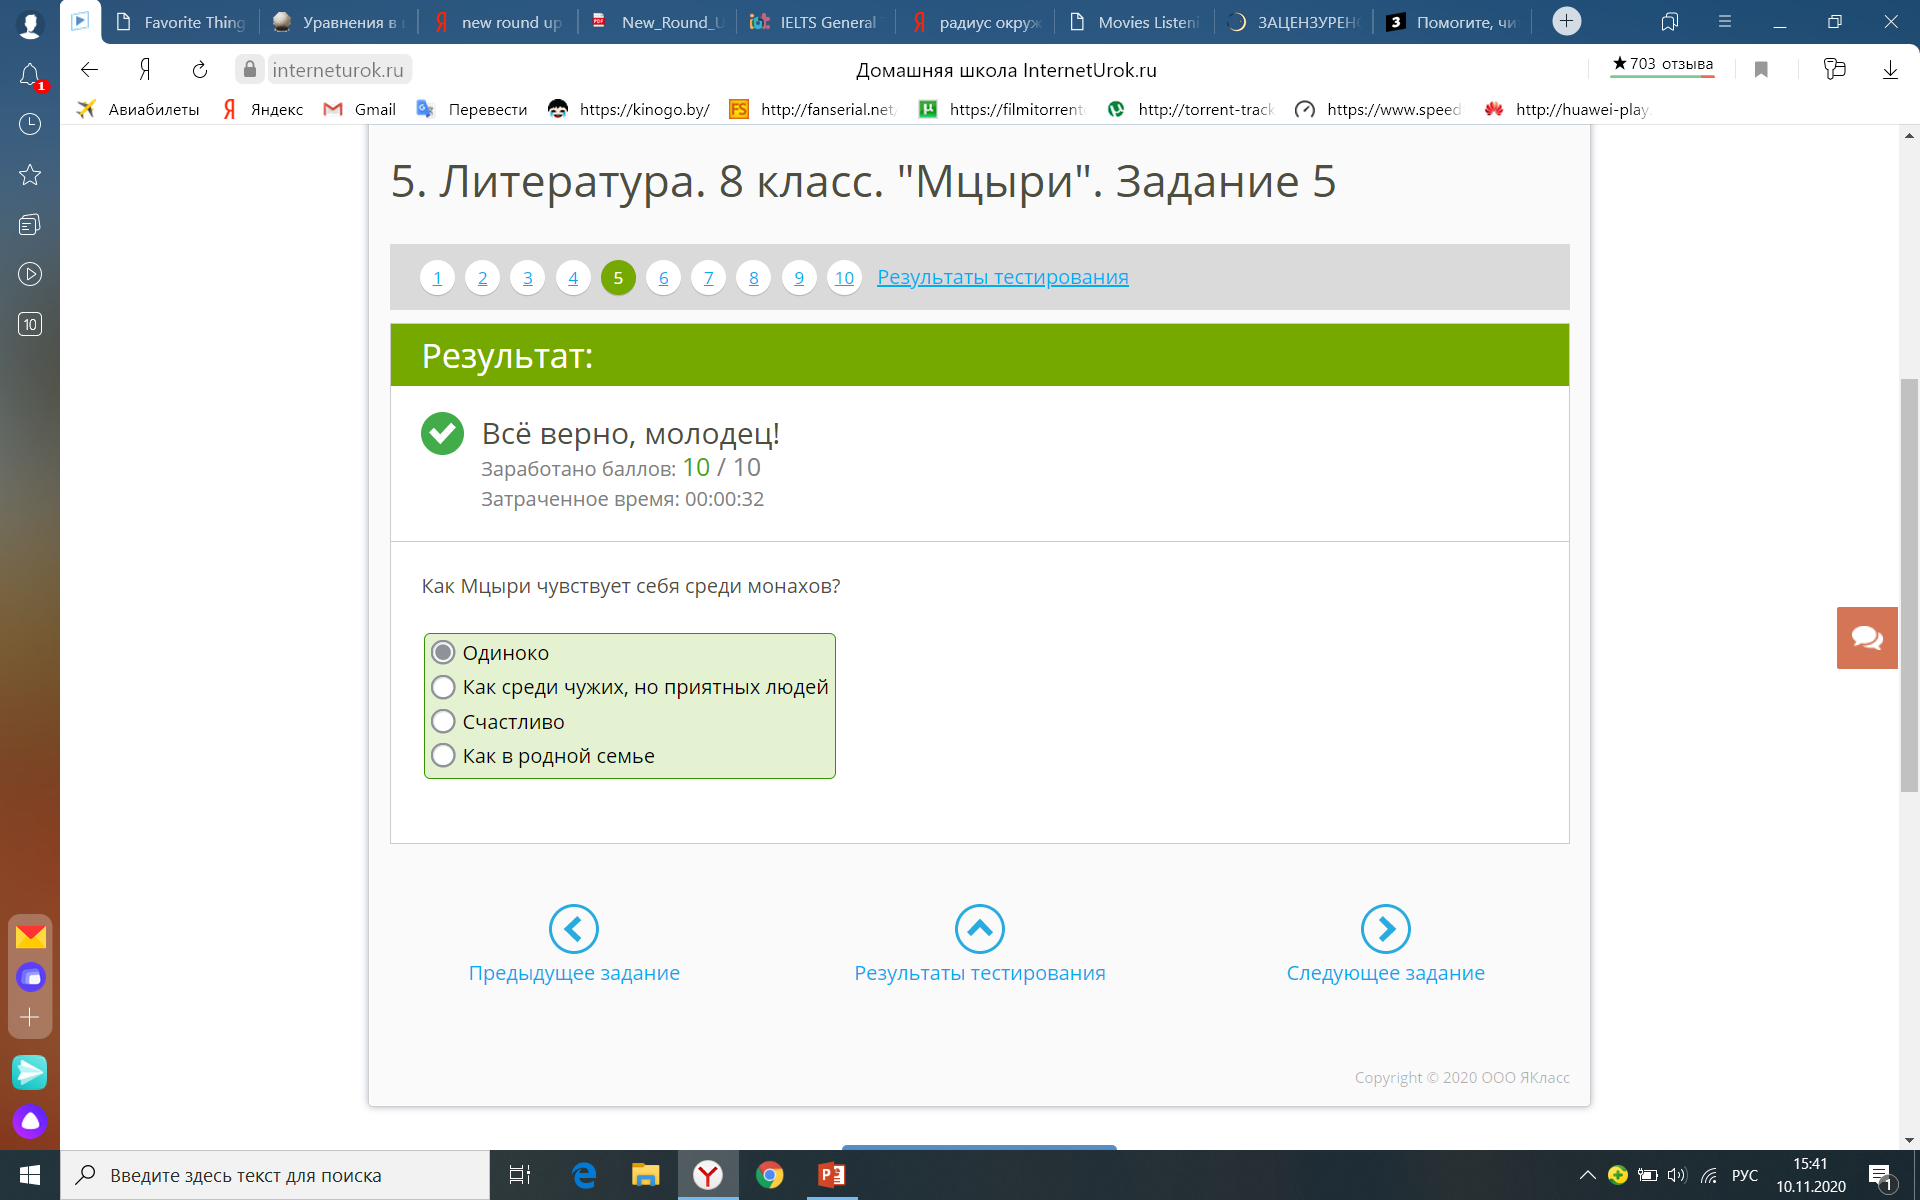 Favorite Thing
Уравнения в
new round up
New_Round_U
IELTS General
радиус окруж
Movies Listeni
ЗАЦЕНЗУРЕН
Помогите, чи
interneturok.ru
Домашняя школа InternetUrok.ru
★703 отзыва
Авиабилеты
Яндекс
Gmail
Перевести
https://kinogo.by/
http://fanserial.net
https://filmitorrent
http://torrent-track
https://www.speed
http://huawei-play.
1
10
5. Литература. 8 класс. "Мцыри". Задание 5
1 2 3 4 5 6 7 8 9 10 Результаты тестирования
Результат:
Всё верно, молодец!
Заработано баллов: 10 / 10
Затраченное время: 00:00:32
Как Мцыри чувствует себя среди монахов?
Одиноко
Как среди чужих, но приятных людей
Счастливо
Как в родной семье
Предыдущее задание
Результаты тестирования
Следующее задание
Copyright © 2020 ООО ЯКласс
Введите здесь текст для поиска
РУС
15:41
10.11.2020
1